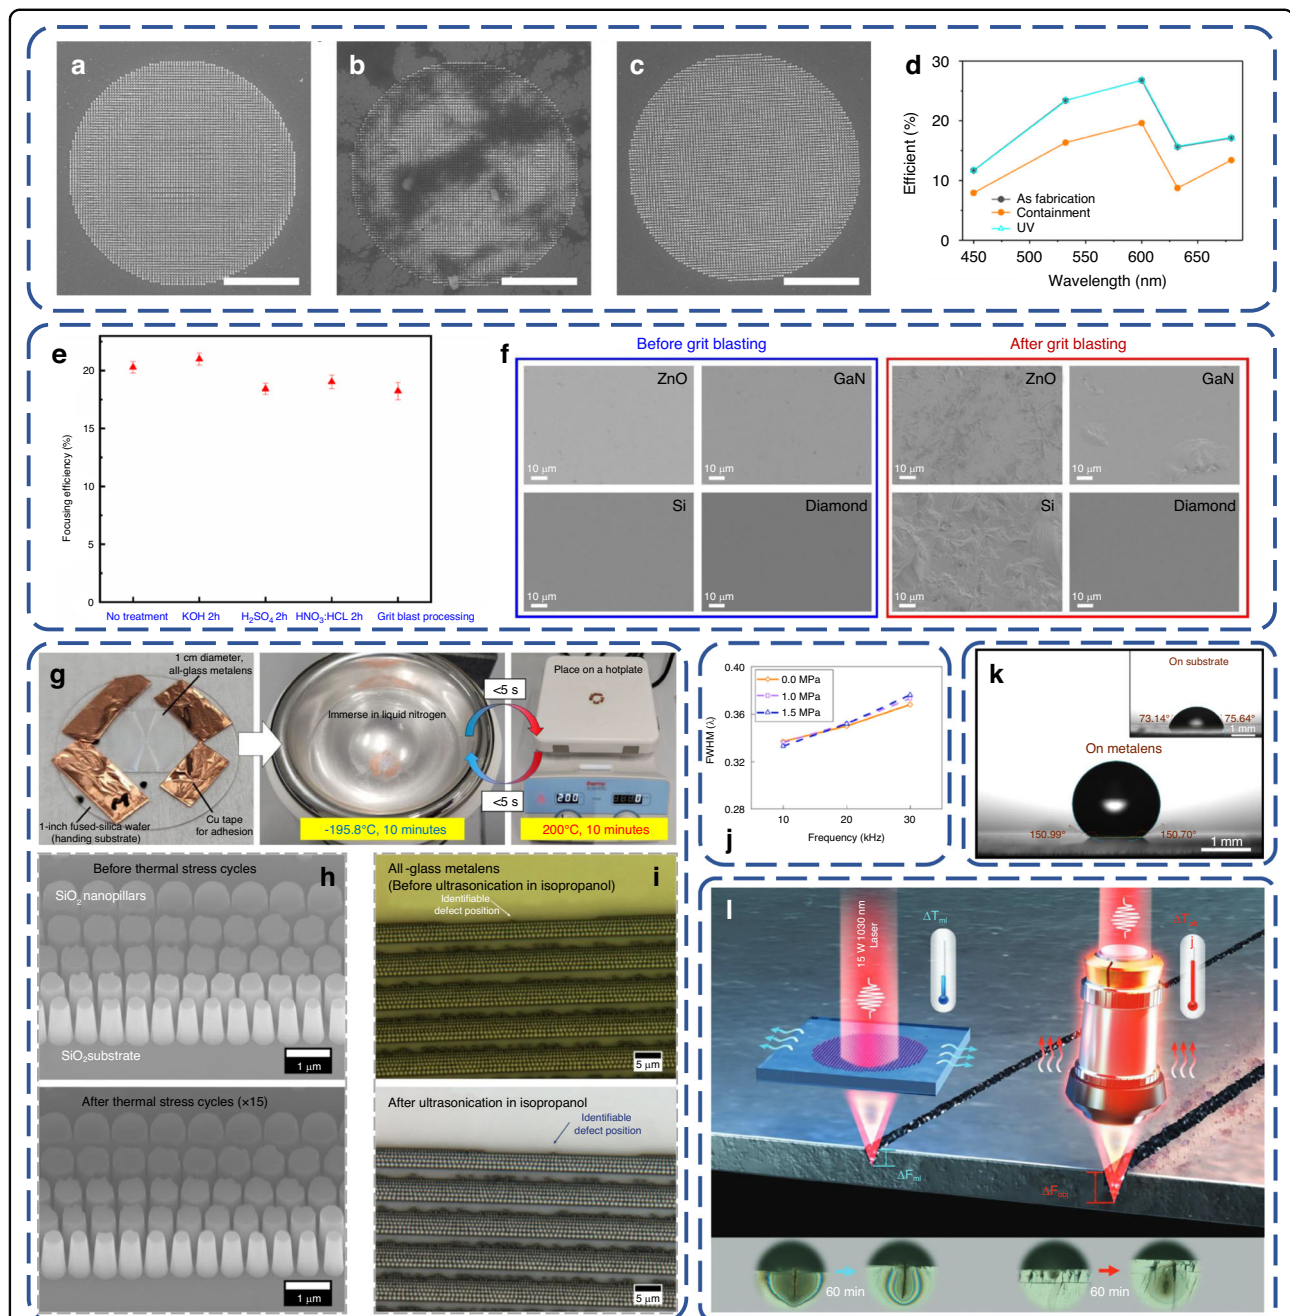 a
b
c
d
30
20
10
0
Efficient (%)
As fabrication
Containment
UV
450
500
550
600
650
Wavelength (nm)
e
20
15
10
5
0
Focusing efficiency (%)
No treatment
KOH 2h
H₂SO₄ 2h
HNO₃:HCL 2h
Grit blast processing
f
Before grit blasting
After grit blasting
ZnO
10 μm
GaN
10 μm
ZnO
10 μm
GaN
10 μm
Si
10 μm
Diamond
10 μm
Si
10 μm
Diamond
10 μm
g
1 cm diameter,
all-glass metalens
1-inch fused-silica wafer
(handing substrate)
Cu tape
for adhesion
Immerse in liquid nitrogen
-195.8°C, 10 minutes
<5 s
<5 s
Place on a hotplate
200°C, 10 minutes
h
Before thermal stress cycles
SiO₂ nanopillars
SiO₂substrate
1 μm
After thermal stress cycles (×15)
1 μm
i
All -glass metalens
(Before ultrasonication in isopropanol)
Identifiable
defect position
5 μm
After ultrasonication in isopropanol
Identifiable
defect position
5 μm
j
0.40
0.36
0.32
0.28
FWHM (λ)
0.0 MPa
1.0 MPa
1.5 MPa
10
20
30
Frequency (kHz)
k
On substrate
73.14°
75.64°
1 mm
On metalens
150.99°
150.70°
1 mm
l
15 W 1030 nm
Laser
ΔTₘₗ
j
ΔFₘₗ
ΔF_obj
60 min
60 min